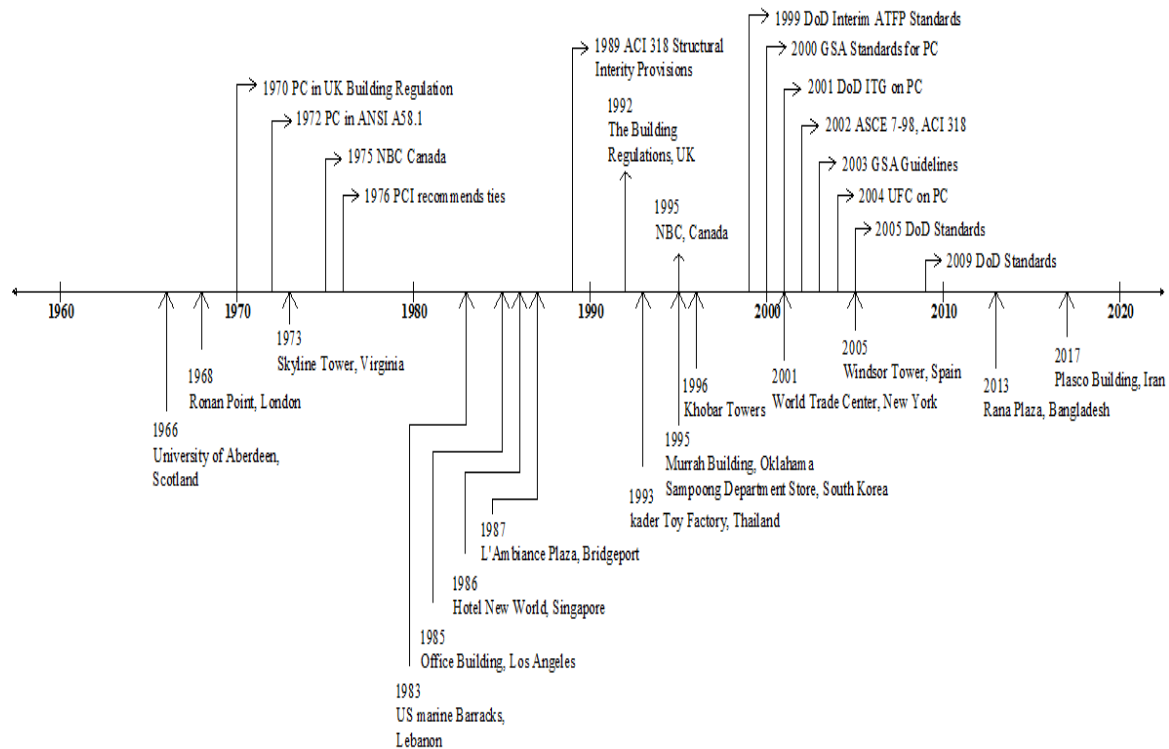 1999 DoD Interim ATFP Standards
1989 ACI 318 Structural
Interity Provisions
2000 GSA Standards for PC
1970 PC in UK Building Regulation
2001 DoD ITG on PC
1972 PC in ANSI A58.1
1992
The Building
Regulations, UK
2002 ASCE 7-98, ACI 318
1975 NBC Canada
2003 GSA Guidelines
1976 PCI recommends ties
2004 UFC on PC
1995
NBC, Canada
2005 DoD Standards
2009 DoD Standards
1960
1970
1980
1990
2000
2010
2020
1973
Skyline Tower, Virginia
1968
Ronan Point, London
1966
University of Aberdeen,
Scotland
1983
US marine Barracks,
Lebanon
1985
Office Building, Los Angeles
1986
Hotel New World, Singapore
1987
L'Ambiance Plaza, Bridgeport
1993
kader Toy Factory, Thailand
1995
Murrah Building, Oklahoma
Sampoong Department Store, South Korea
1996
Khobar Towers
2001
World Trade Center, New York
2005
Windsor Tower, Spain
2013
Rana Plaza, Bangladesh
2017
Plasco Building, Iran